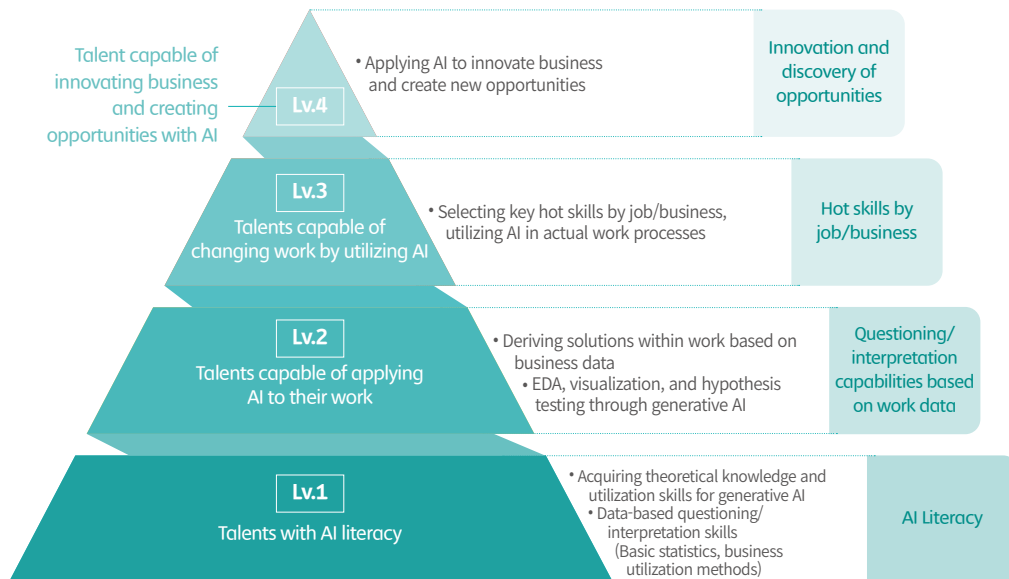 Talent capable of
innovating business
and creating
opportunities with AI
Lv.4
• Applying AI to innovate business
and create new opportunities
Innovation and
discovery of
opportunities
Lv.3
Talents capable of
changing work by utilizing AI
• Selecting key hot skills by job/business,
utilizing AI in actual work processes
Hot skills by
job/business
Lv.2
Talents capable of applying
AI to their work
• Deriving solutions within work based on
business data
• EDA, visualization, and hypothesis
testing through generative AI
Questioning/
interpretation
capabilities based
on work data
Lv.1
Talents with AI literacy
• Acquiring theoretical knowledge and
utilization skills for generative AI
• Data-based questioning/
interpretation skills
(Basic statistics, business
utilization methods)
AI Literacy